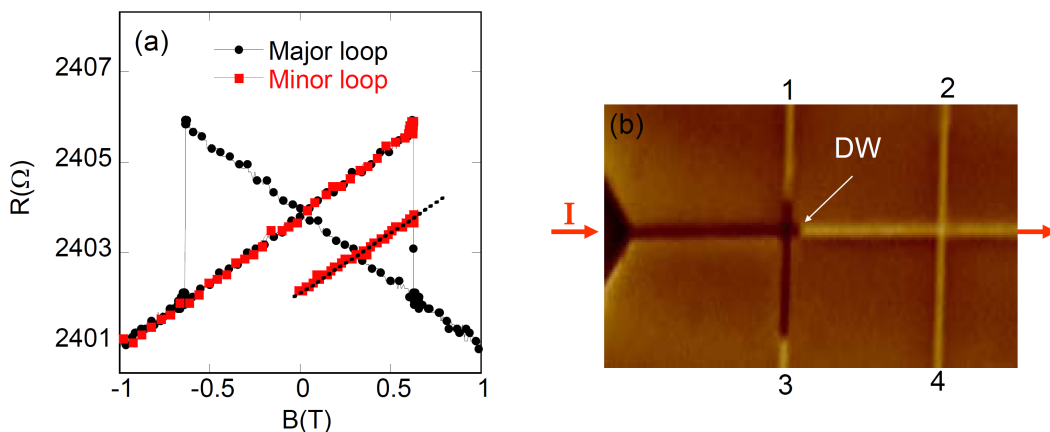 (a)
Major loop
Minor loop
R(Ω)
2407
2405
2403
2401
-1
-0.5
0
0.5
1
B(T)
1
2
(b)
DW
I
3
4